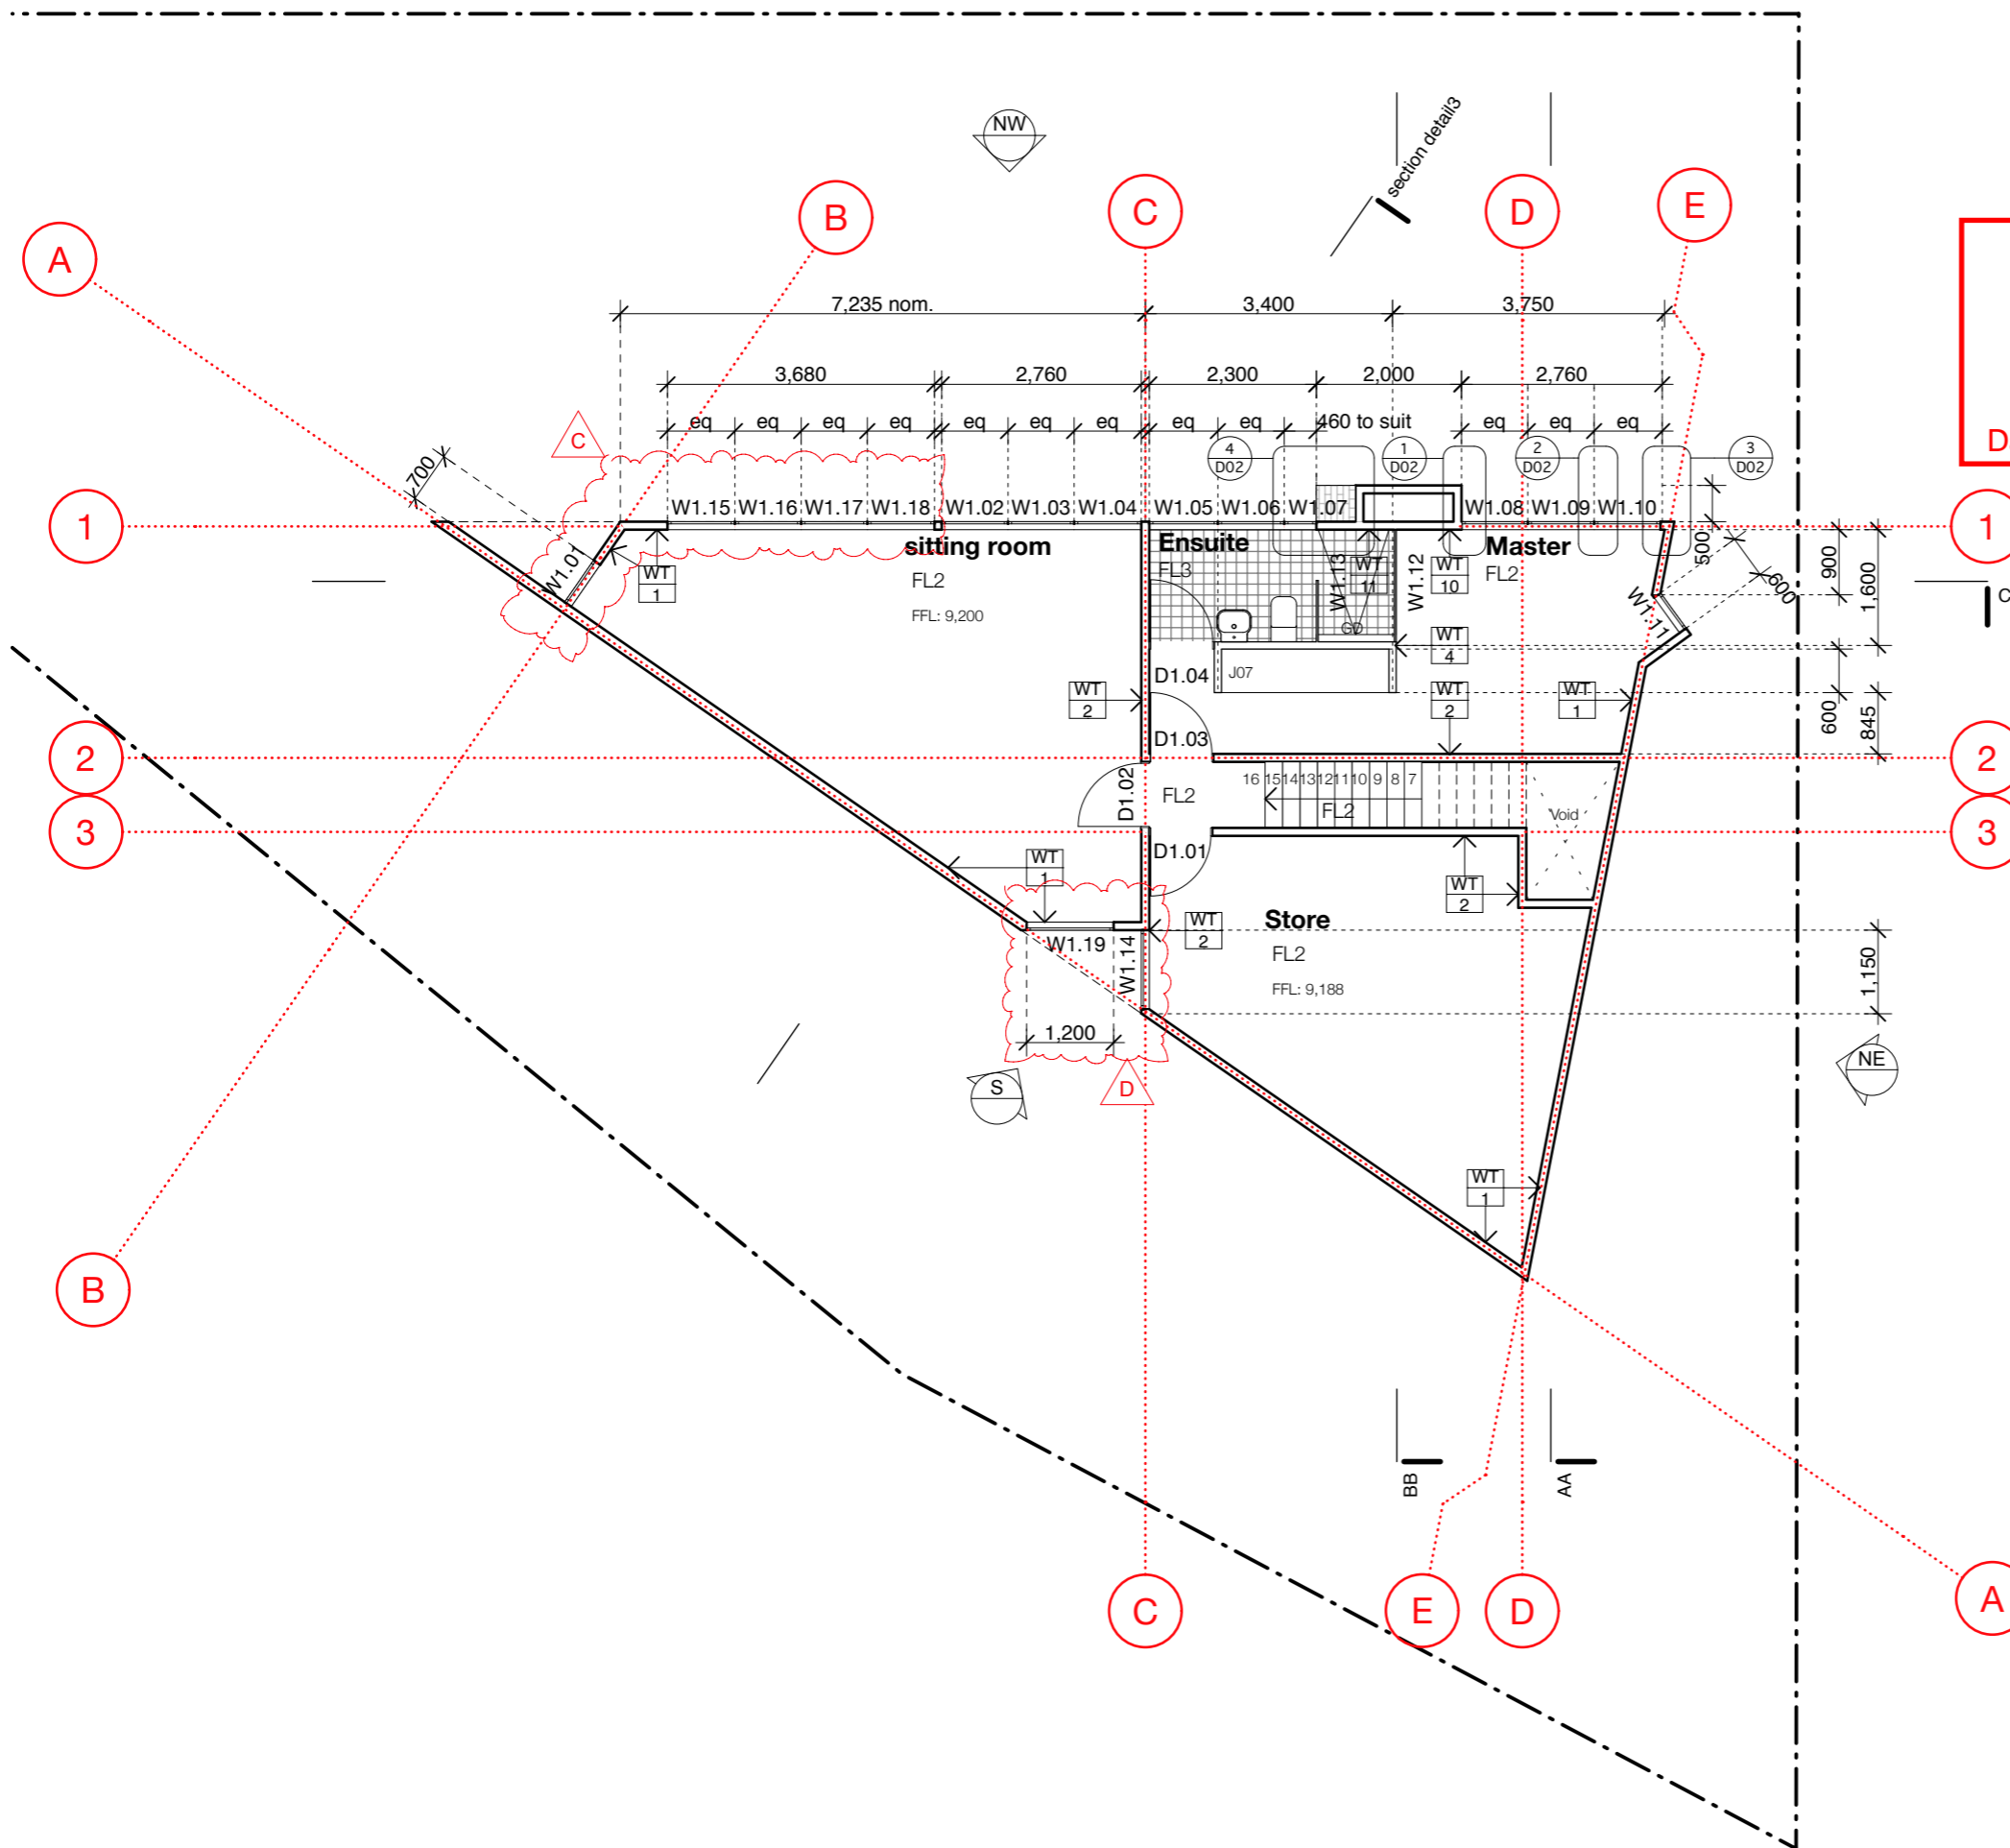 NW
section detail3
A
B
C
D
E
7,235 nom.
3,400
3,750
3,680
2,760
2,300
2,000
2,760
eq
eq
eq
eq
eq
eq
eq
eq
eq
460 to suit
eq
eq
eq
C
700
4
D02
1
D02
2
D02
3
D02
D
1
W1.15
W1.16
W1.17
W1.18
W1.02
W1.03
W1.04
W1.05
W1.06
W1.07
W1.08
W1.09
W1.10
1
sitting room
FL2
FFL: 9,200
Ensuite
FL3
Master
FL2
W1.01
WT
1
W1.13
WT
11
W1.12
WT
10
500
900
1,600
600
W1.11
C
GD
WT
4
J07
D1.04
WT
2
WT
2
WT
1
600
845
D1.03
2
2
D1.02
FL2
16
15
14
13
12
11
10
9
8
7
FL2
Void
3
3
D1.01
WT
1
WT
2
WT
2
Store
FL2
FFL: 9,188
W1.19
W1.14
1,150
1,200
S
D
NE
WT
1
B
BB
AA
C
E
D
A